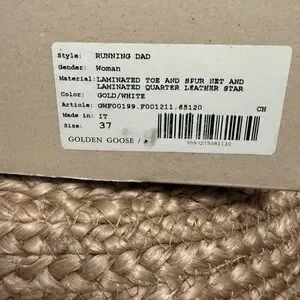 Style: RUNNING DAD
Gender: Woman
Material: LAMINATED TOE AND SPUR NET AND
LAMINATED QUARTER LEATHER STAR
Color: GOLD/WHITE
Article: GWF00199.F001211.65120 CH
Made in: IT
Size: 37
GOLDEN GOOSE /